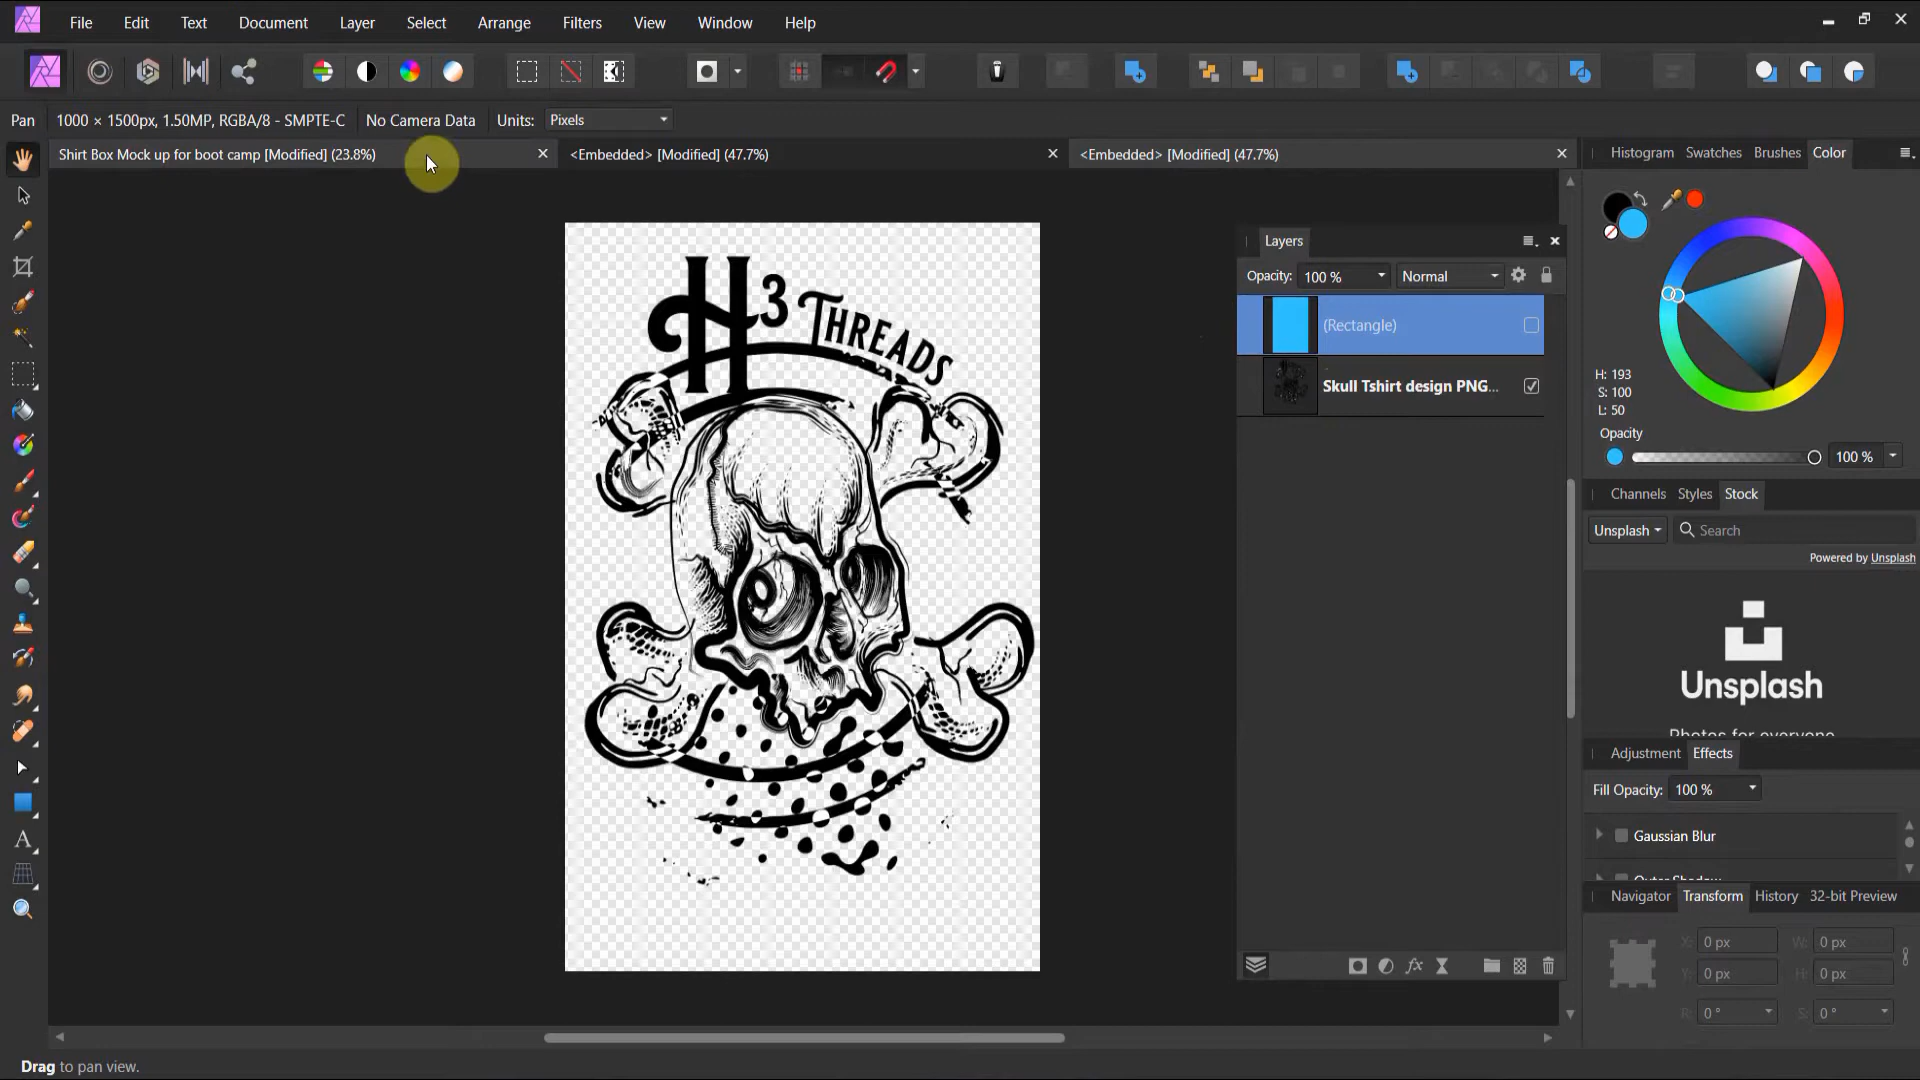 File Edit Text Document Layer Select Arrange Filters View Window Help
Pan 1000 × 1500px, 1.50MP, RGBA/8 - SMPTE-C No Camera Data Units: Pixels
Shirt Box Mock up for boot camp [Modified] (23.8%) <Embedded> [Modified] (47.7%) <Embedded> [Modified] (47.7%)
Histogram Swatches Brushes Color
H3 THREADS
Layers
Opacity: 100 % Normal
(Rectangle)
Skull Tshirt design PNG...
H: 193
S: 100
L: 50
Opacity
100 %
Channels Styles Stock
Unsplash Search
Powered by Unsplash
Unsplash
Photos for everyone
Adjustment Effects
Fill Opacity: 100 %
Gaussian Blur
Outer Shadow
Navigator Transform History 32-bit Preview
X: 0 px W: 0 px
Y: 0 px H: 0 px
R: 0 ° S: 0 °
Drag to pan view.